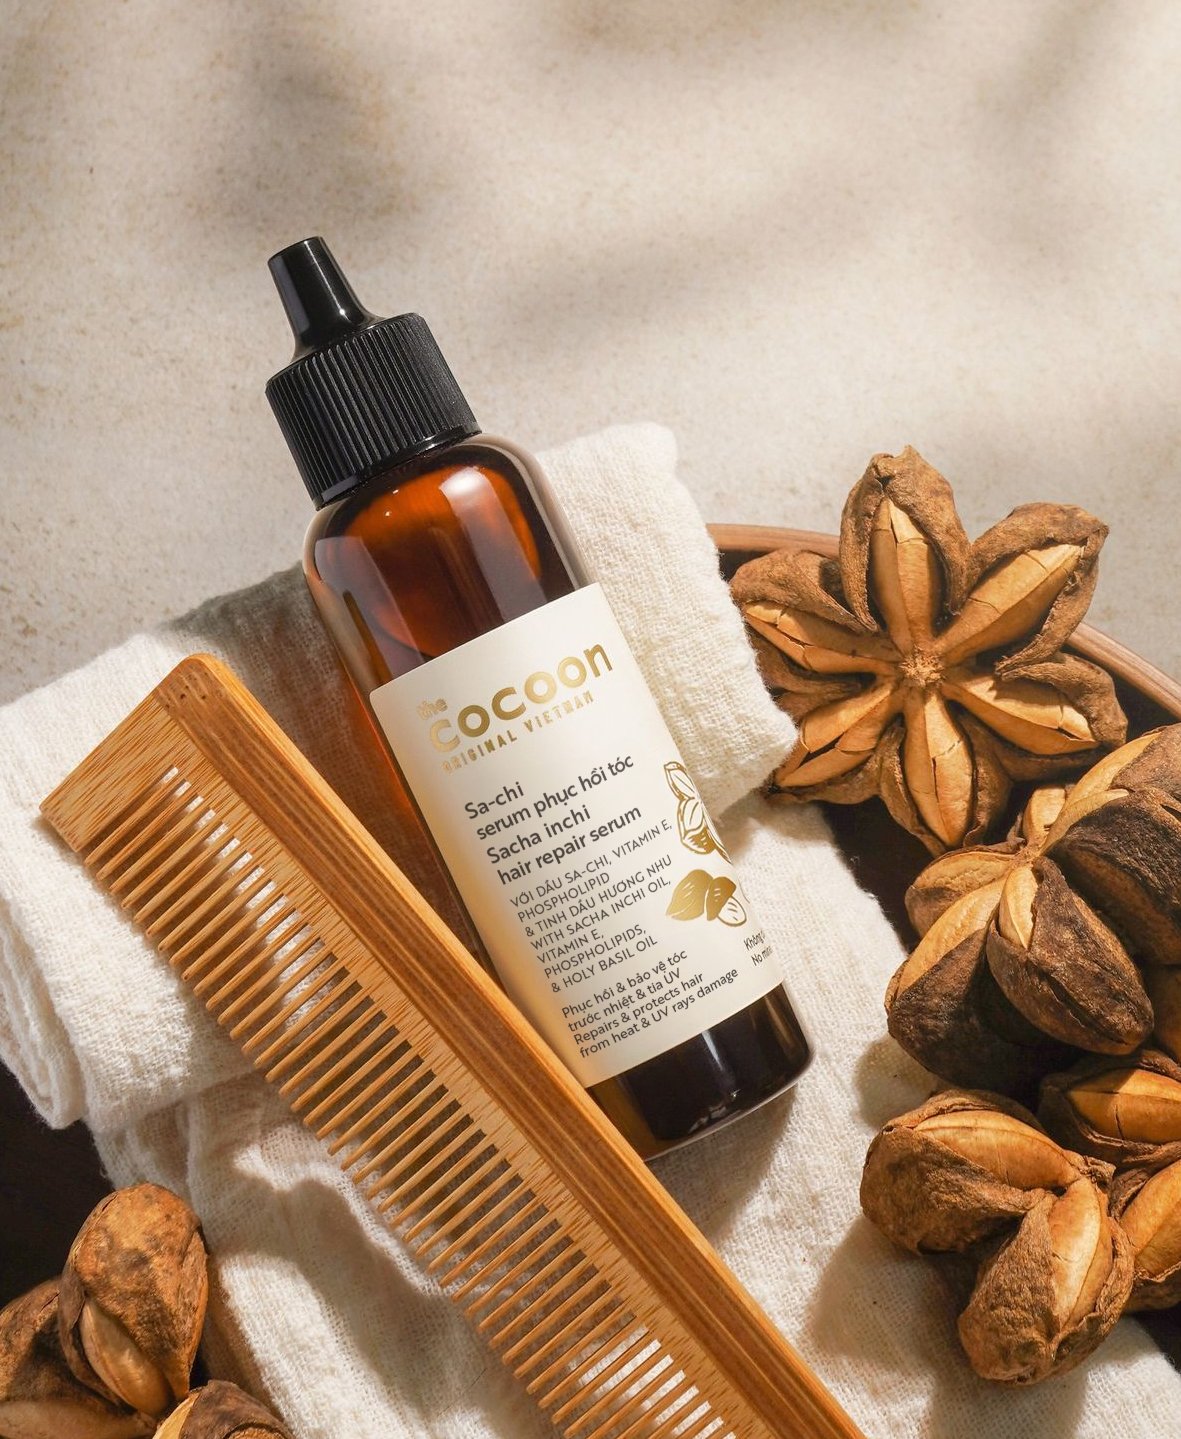 the
cocoon
ORIGINAL VIETNAM
Sa-chi
serum phục hồi tóc
Sacha inchi
hair repair serum
VỚI DẦU SA-CHI, VITAMIN E,
PHOSPHOLIPID
& TINH DẦU HƯƠNG NHU
WITH SACHA INCHI OIL,
VITAMIN E,
PHOSPHOLIPIDS,
& HOLY BASIL OIL
Phục hồi & bảo vệ tóc
trước nhiệt & tia UV
Repairs & protects hair
from heat & UV rays damage
Không
No